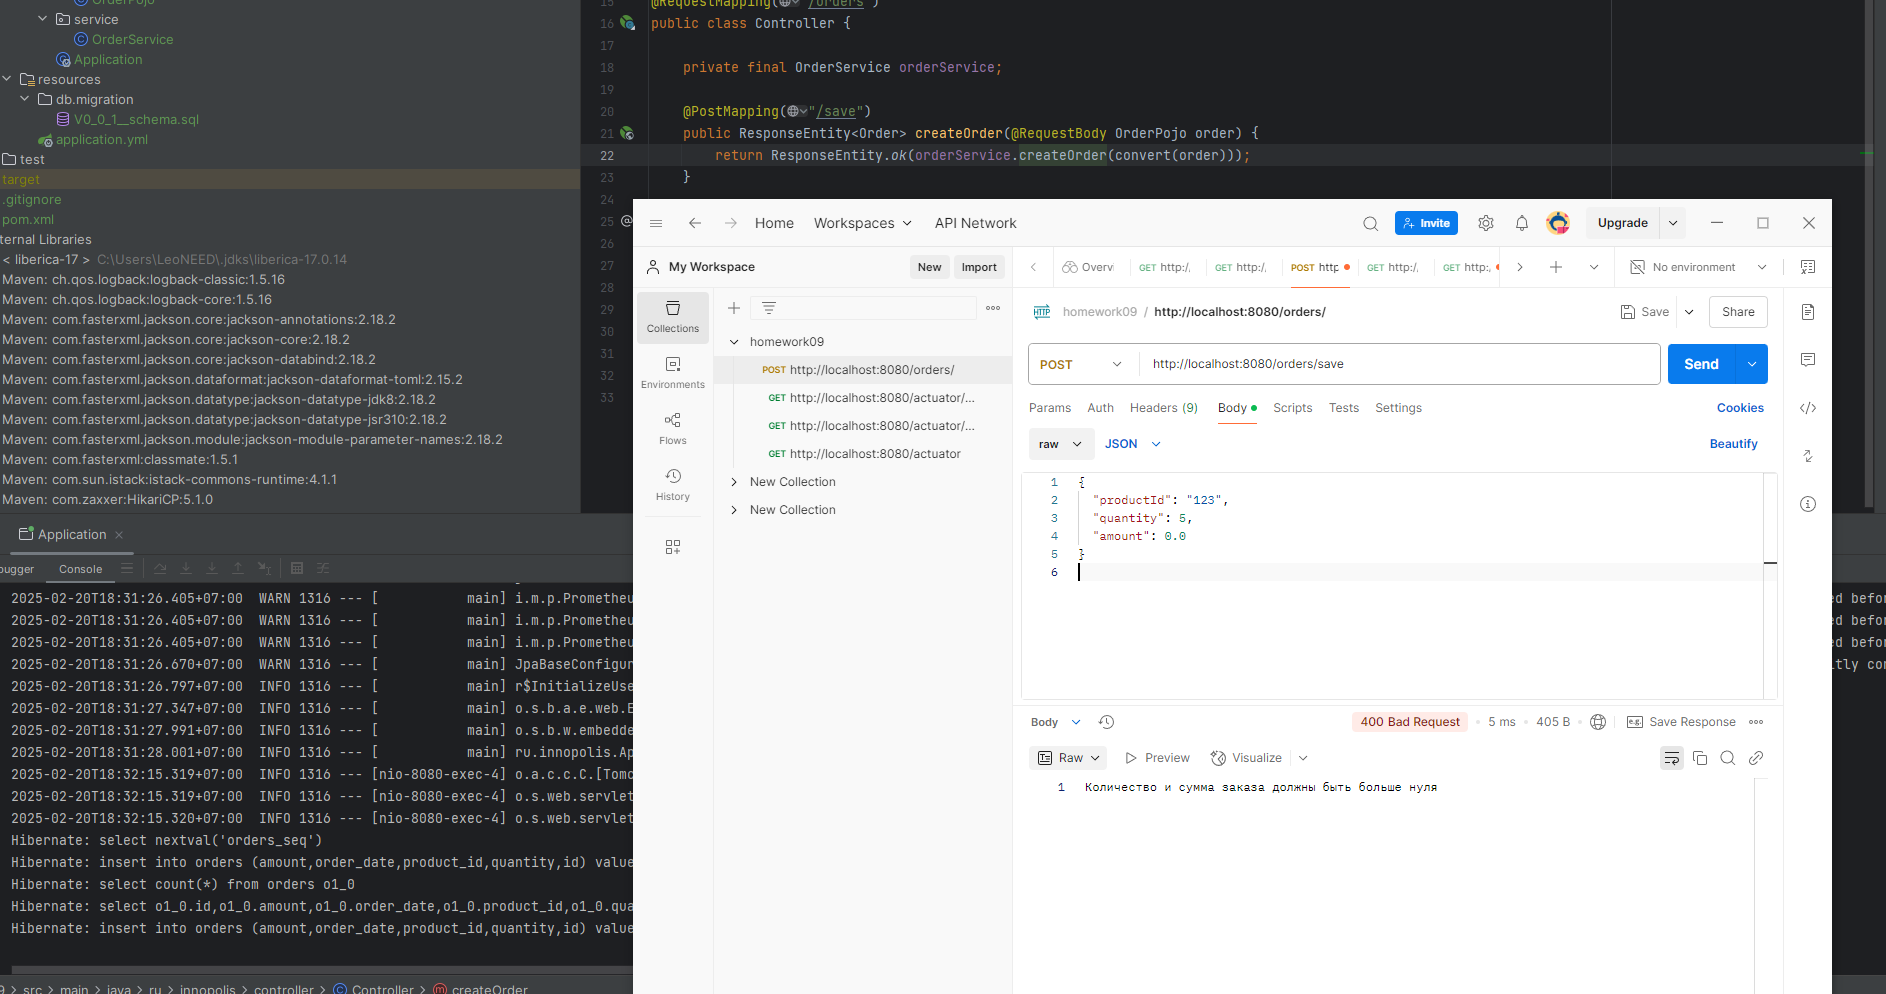 OrderPojo
service
OrderService
Application
resources
db.migration
V0_0_1__schema.sql
application.yml
test
target
.gitignore
pom.xml
ternal Libraries
< liberica-17 > C:\Users\LeoNEED\.jdks\liberica-17.0.14
Maven: ch.qos.logback:logback-classic:1.5.16
Maven: ch.qos.logback:logback-core:1.5.16
Maven: com.fasterxml.jackson.core:jackson-annotations:2.18.2
Maven: com.fasterxml.jackson.core:jackson-core:2.18.2
Maven: com.fasterxml.jackson.core:jackson-databind:2.18.2
Maven: com.fasterxml.jackson.dataformat:jackson-dataformat-toml:2.15.2
Maven: com.fasterxml.jackson.datatype:jackson-datatype-jdk8:2.18.2
Maven: com.fasterxml.jackson.datatype:jackson-datatype-jsr310:2.18.2
Maven: com.fasterxml.jackson.module:jackson-module-parameter-names:2.18.2
Maven: com.fasterxml:classmate:1.5.1
Maven: com.sun.istack:istack-commons-runtime:4.1.1
Maven: com.zaxxer:HikariCP:5.1.0
15 @RequestMapping("/orders")
16 public class Controller {
17
18 private final OrderService orderService;
19
20 @PostMapping("/save")
21 public ResponseEntity<Order> createOrder(@RequestBody OrderPojo order) {
22 return ResponseEntity.ok(orderService.createOrder(convert(order)));
23 }
24
25 @
26
27
28
29
30
31
32
33
Home Workspaces API Network Invite Upgrade
My Workspace New Import
Overvi GET http:/. GET http:/. POST http GET http:/. GET http:, No environment
Collections
Environments
Flows
History
homework09
POST http://localhost:8080/orders/
GET http://localhost:8080/actuator/...
GET http://localhost:8080/actuator/...
GET http://localhost:8080/actuator
New Collection
New Collection
HTTP homework09 / http://localhost:8080/orders/ Save Share
POST http://localhost:8080/orders/save Send
Params Auth Headers (9) Body Scripts Tests Settings Cookies
raw JSON Beautify
1 {
2 "productId": "123",
3 "quantity": 5,
4 "amount": 0.0
5 }
6
Body 400 Bad Request 5 ms 405 B e.g. Save Response
Raw Preview Visualize
1 Количество и сумма заказа должны быть больше нуля
Application
ougger Console
2025-02-20T18:31:26.405+07:00 WARN 1316 --- [ main] i.m.p.Prometheu
2025-02-20T18:31:26.405+07:00 WARN 1316 --- [ main] i.m.p.Prometheu
2025-02-20T18:31:26.405+07:00 WARN 1316 --- [ main] i.m.p.Prometheu
2025-02-20T18:31:26.670+07:00 WARN 1316 --- [ main] JpaBaseConfigur
2025-02-20T18:31:26.797+07:00 INFO 1316 --- [ main] r$InitializeUse
2025-02-20T18:31:27.347+07:00 INFO 1316 --- [ main] o.s.b.a.e.web.E
2025-02-20T18:31:27.991+07:00 INFO 1316 --- [ main] o.s.b.w.embedde
2025-02-20T18:31:28.001+07:00 INFO 1316 --- [ main] ru.innopolis.Ap
2025-02-20T18:32:15.319+07:00 INFO 1316 --- [nio-8080-exec-4] o.a.c.c.C.[Tomc
2025-02-20T18:32:15.319+07:00 INFO 1316 --- [nio-8080-exec-4] o.s.web.servlet
2025-02-20T18:32:15.320+07:00 INFO 1316 --- [nio-8080-exec-4] o.s.web.servlet
Hibernate: select nextval('orders_seq')
Hibernate: insert into orders (amount,order_date,product_id,quantity,id) value
Hibernate: select count(*) from orders o1_0
Hibernate: select o1_0.id,o1_0.amount,o1_0.order_date,o1_0.product_id,o1_0.qua
Hibernate: insert into orders (amount,order_date,product_id,quantity,id) value
ed befor
ed befor
ed befor
itly con
9 > src > main > java > ru > innopolis > controller > Controller > createOrder